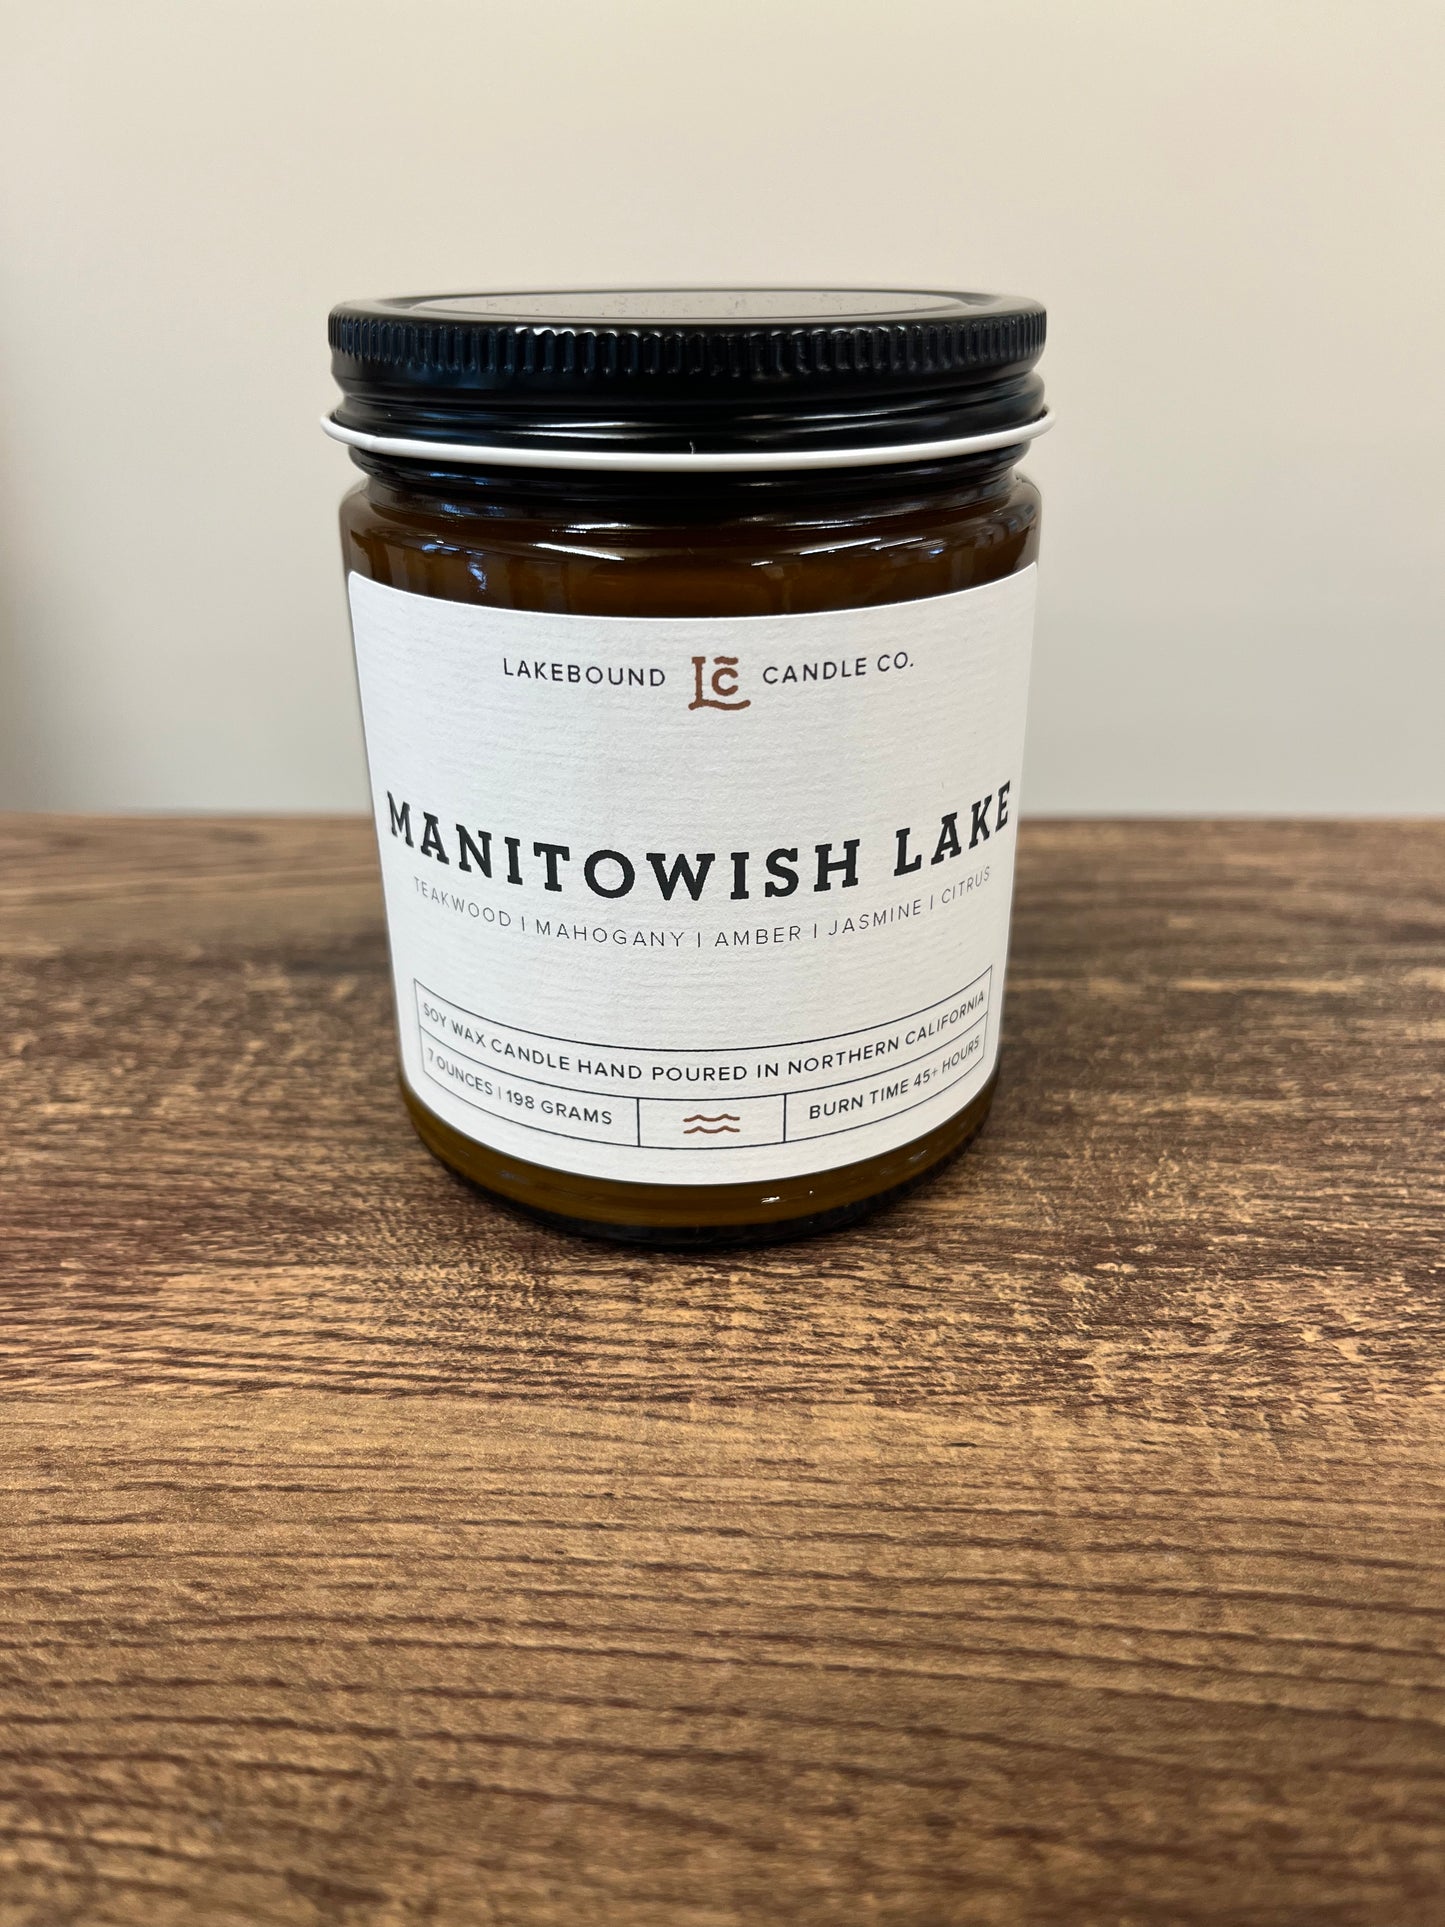 LAKEBOUND LC CANDLE CO.
MANITOWISH LAKE
TEAKWOOD | MAHOGANY | AMBER | JASMINE | CITRUS
SOY WAX CANDLE HAND POURED IN NORTHERN CALIFORNIA
7 OUNCES | 198 GRAMS
BURN TIME 45+ HOURS